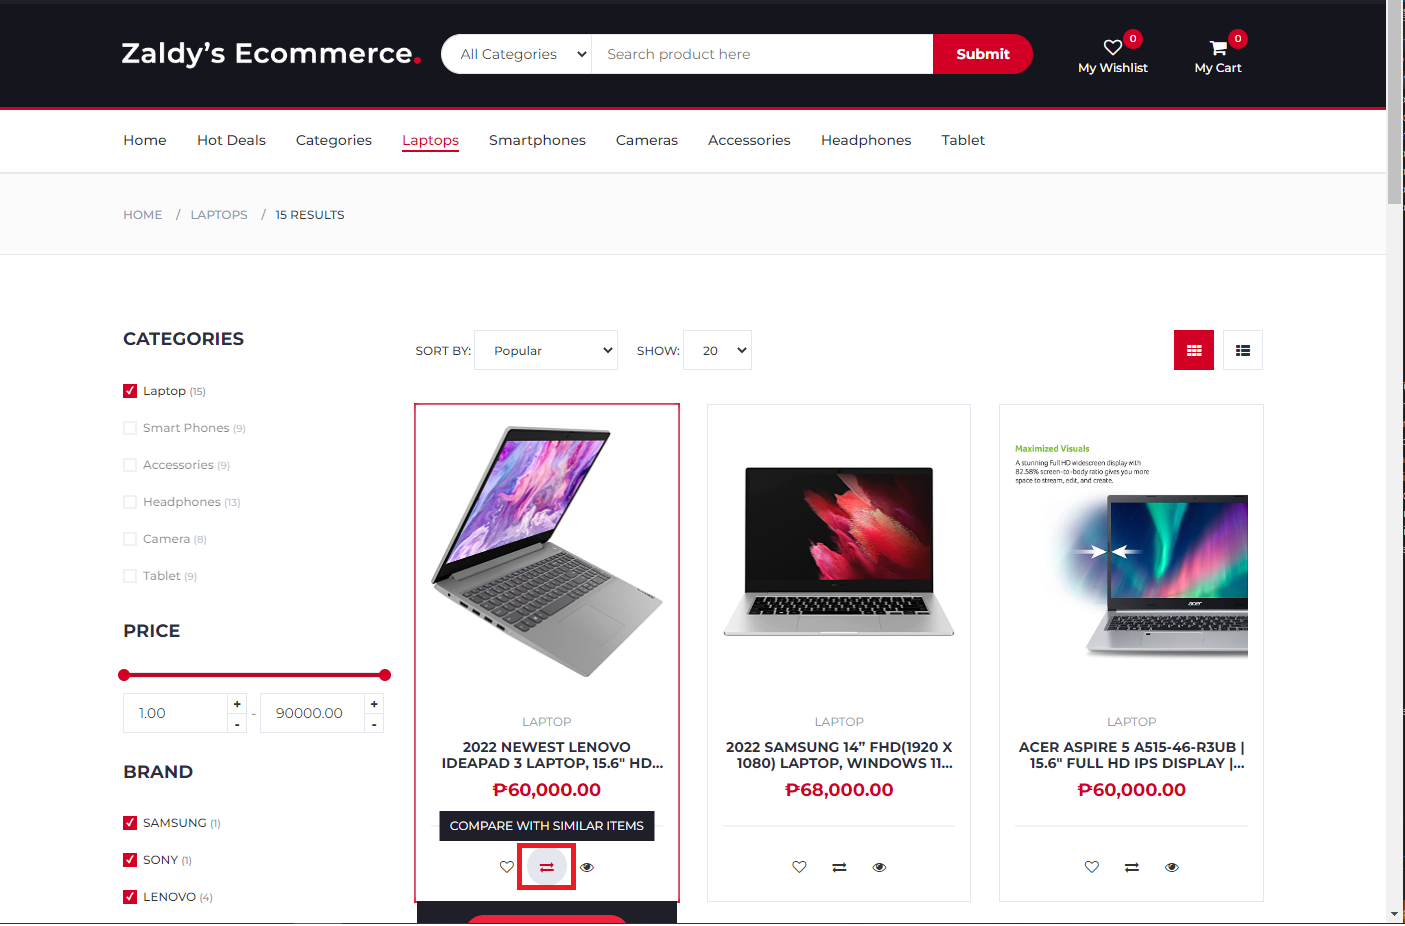 Zaldy's Ecommerce.
All Categories
Search product here
Submit
0
My Wishlist
0
My Cart
Home
Hot Deals
Categories
Laptops
Smartphones
Cameras
Accessories
Headphones
Tablet
HOME / LAPTOPS / 15 RESULTS
CATEGORIES
Laptop (15)
Smart Phones (9)
Accessories (9)
Headphones (13)
Camera (8)
Tablet (9)
PRICE
1.00
+
-
-
90000.00
+
-
BRAND
SAMSUNG (1)
SONY (1)
LENOVO (4)
SORT BY: Popular
SHOW: 20
LAPTOP
2022 NEWEST LENOVO
IDEAPAD 3 LAPTOP, 15.6" HD...
₱60,000.00
COMPARE WITH SIMILAR ITEMS
LAPTOP
2022 SAMSUNG 14” FHD(1920 X
1080) LAPTOP, WINDOWS 11...
₱68,000.00
Maximized Visuals
A stunning Full HD widescreen display with
82.58% screen-to-body ratio gives you more
space to stream, edit, and create.
acer
LAPTOP
ACER ASPIRE 5 A515-46-R3UB |
15.6" FULL HD IPS DISPLAY |...
₱60,000.00